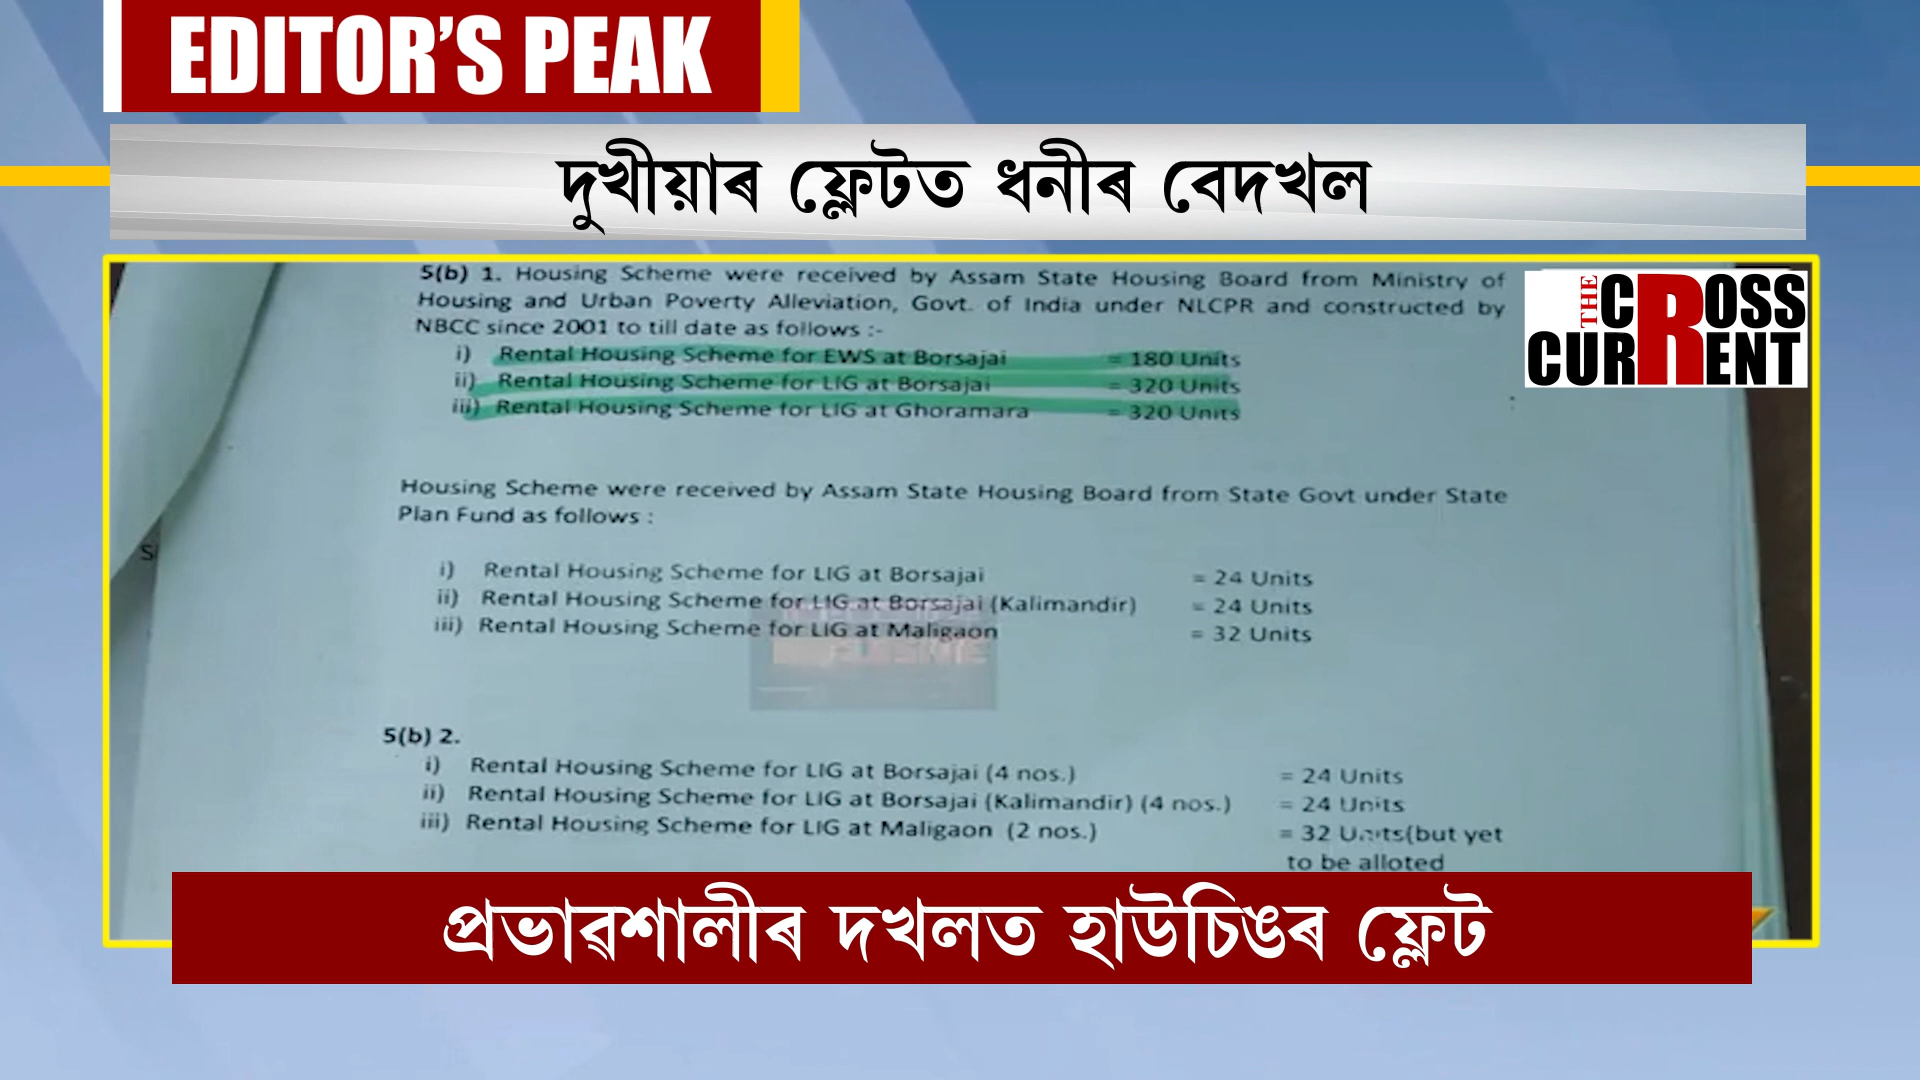 EDITOR'S PEAK
দুখীয়াৰ ফ্লেটত ধনীৰ বেদখল
THE CROSS
CURRENT
5(b) 1. Housing Scheme were received by Assam State Housing Board from Ministry of
Housing and Urban Poverty Alleviation, Govt. of India under NLCPR and constructed by
NBCC since 2001 to till date as follows :-
i) Rental Housing Scheme for EWS at Borsajai = 180 Units
ii) Rental Housing Scheme for LIG at Borsajai = 320 Units
iii) Rental Housing Scheme for LIG at Ghoramara = 320 Units
Housing Scheme were received by Assam State Housing Board from State Govt under State
Plan Fund as follows :
i) Rental Housing Scheme for LIG at Borsajai = 24 Units
ii) Rental Housing Scheme for LIG at Borsajai (Kalimandir) = 24 Units
iii) Rental Housing Scheme for LIG at Maligaon = 32 Units
5(b) 2.
i) Rental Housing Scheme for LIG at Borsajai (4 nos.) = 24 Units
ii) Rental Housing Scheme for LIG at Borsajai (Kalimandir) (4 nos.) = 24 Units
iii) Rental Housing Scheme for LIG at Maligaon (2 nos.) = 32 Units(but yet
to be alloted
প্ৰভাৱশালীৰ দখলত হাউচিঙৰ ফ্লেট